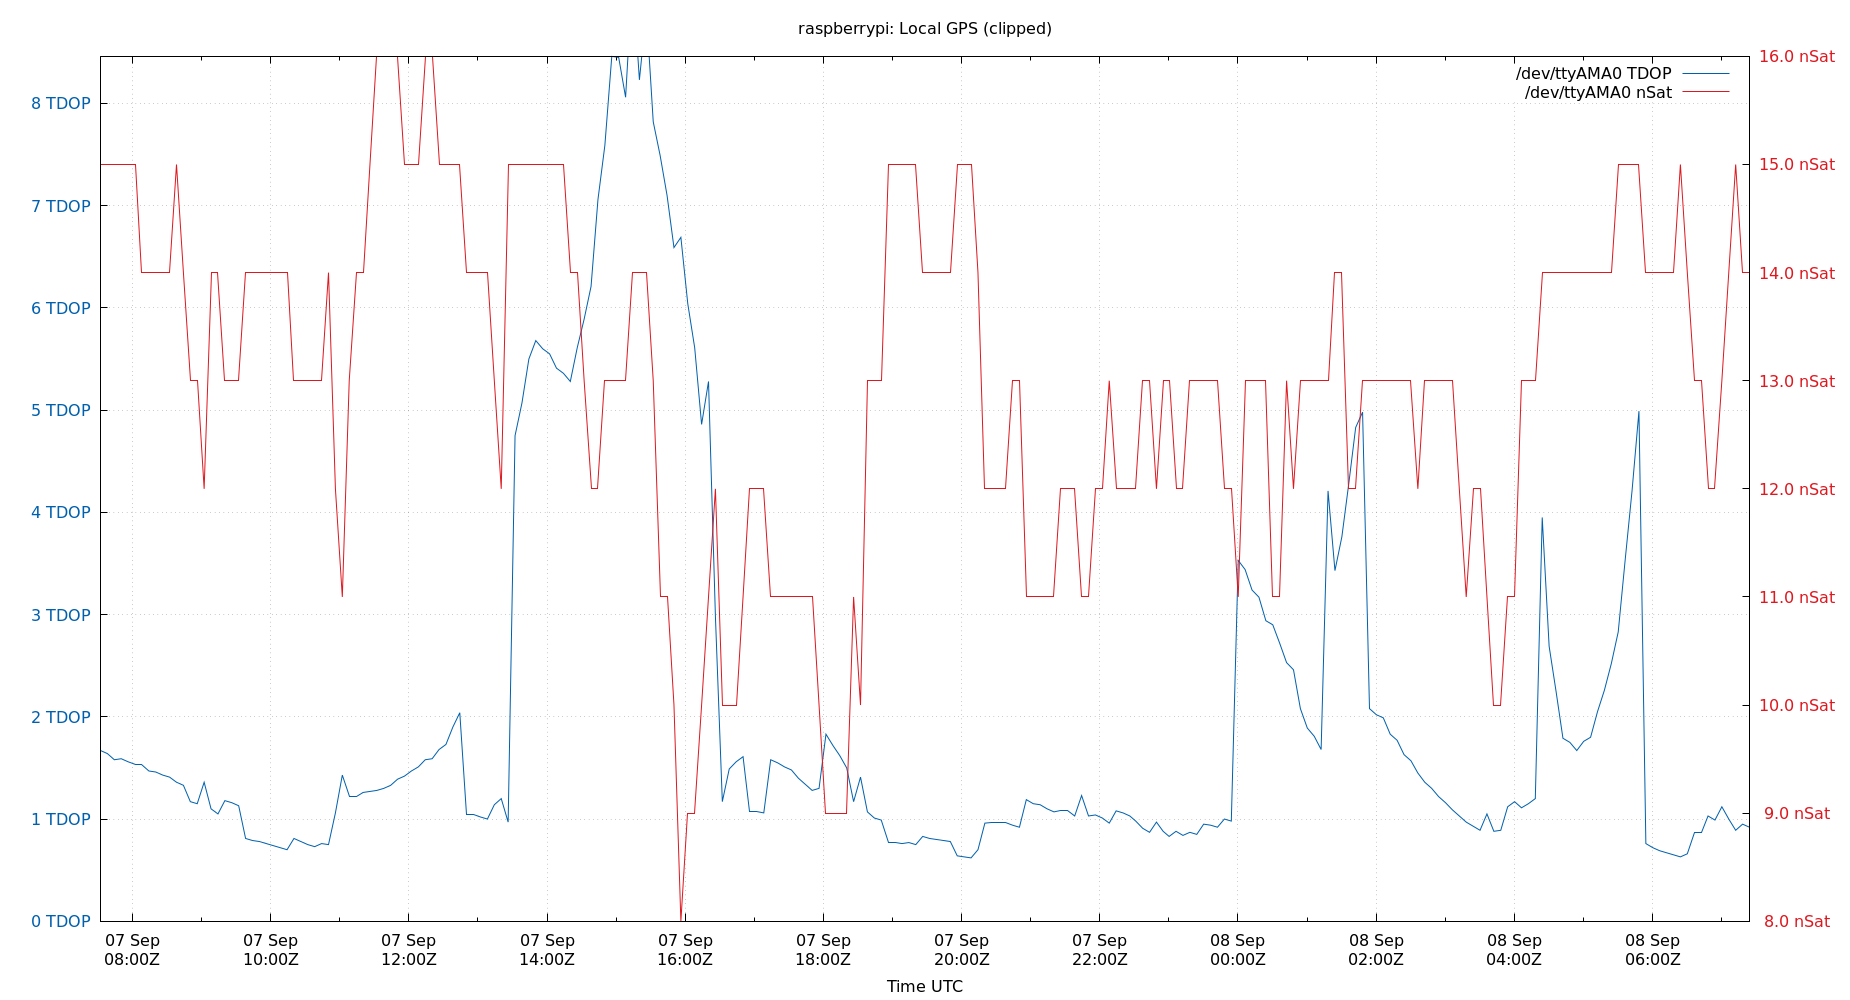 raspberrypi: Local GPS (clipped)
/dev/ttyAMA0 TDOP
/dev/ttyAMA0 nSat
8 TDOP
7 TDOP
6 TDOP
5 TDOP
4 TDOP
3 TDOP
2 TDOP
1 TDOP
0 TDOP
16.0 nSat
15.0 nSat
14.0 nSat
13.0 nSat
12.0 nSat
11.0 nSat
10.0 nSat
9.0 nSat
8.0 nSat
07 Sep
08:00Z
07 Sep
10:00Z
07 Sep
12:00Z
07 Sep
14:00Z
07 Sep
16:00Z
07 Sep
18:00Z
07 Sep
20:00Z
07 Sep
22:00Z
08 Sep
00:00Z
08 Sep
02:00Z
08 Sep
04:00Z
08 Sep
06:00Z
Time UTC